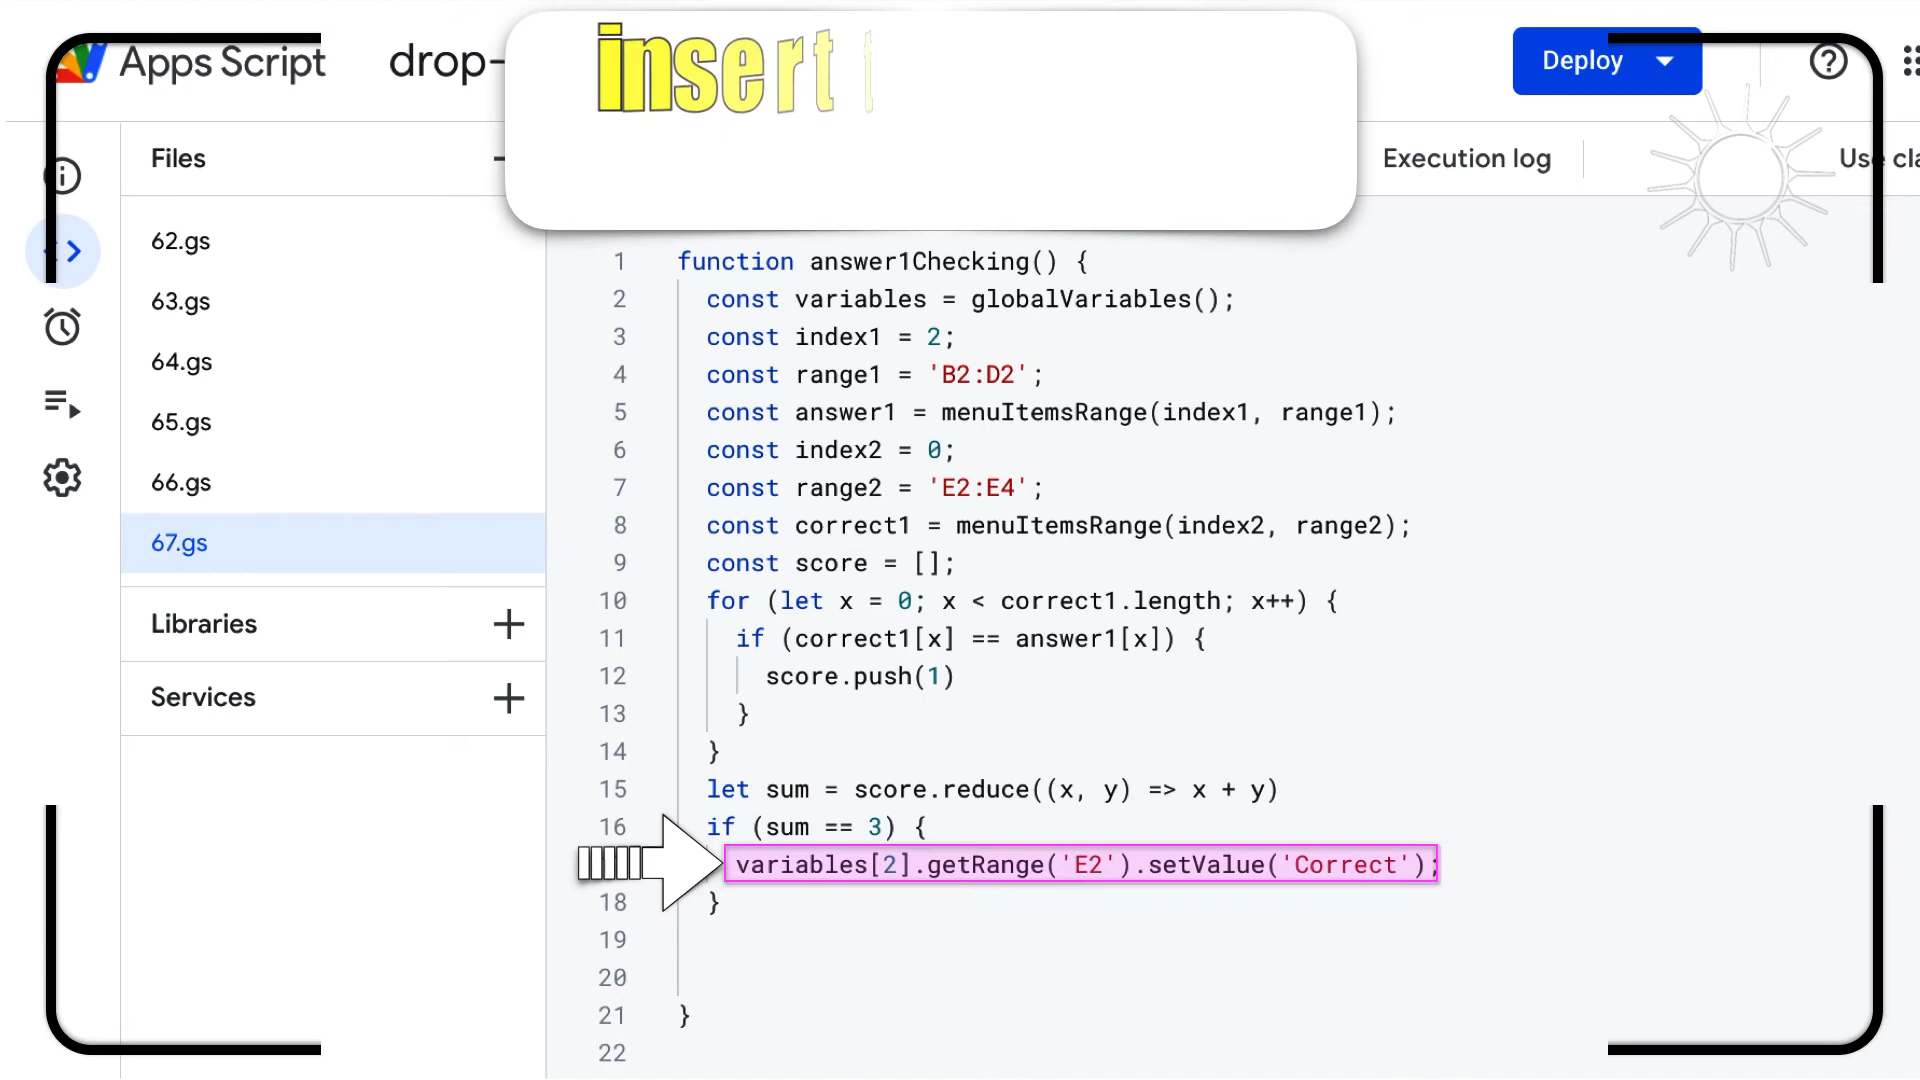 Apps Script
drop-
insert t
Deploy
Files
Execution log
Use cla
62.gs
63.gs
64.gs
65.gs
66.gs
67.gs
Libraries
Services
1 function answer1Checking() {
2 const variables = globalVariables();
3 const index1 = 2;
4 const range1 = 'B2:D2';
5 const answer1 = menuItemsRange(index1, range1);
6 const index2 = 0;
7 const range2 = 'E2:E4';
8 const correct1 = menuItemsRange(index2, range2);
9 const score = [];
10 for (let x = 0; x < correct1.length; x++) {
11 if (correct1[x] == answer1[x]) {
12 score.push(1)
13 }
14 }
15 let sum = score.reduce((x, y) => x + y)
16 if (sum == 3) {
variables[2].getRange('E2').setValue('Correct');
18 }
19
20
21 }
22